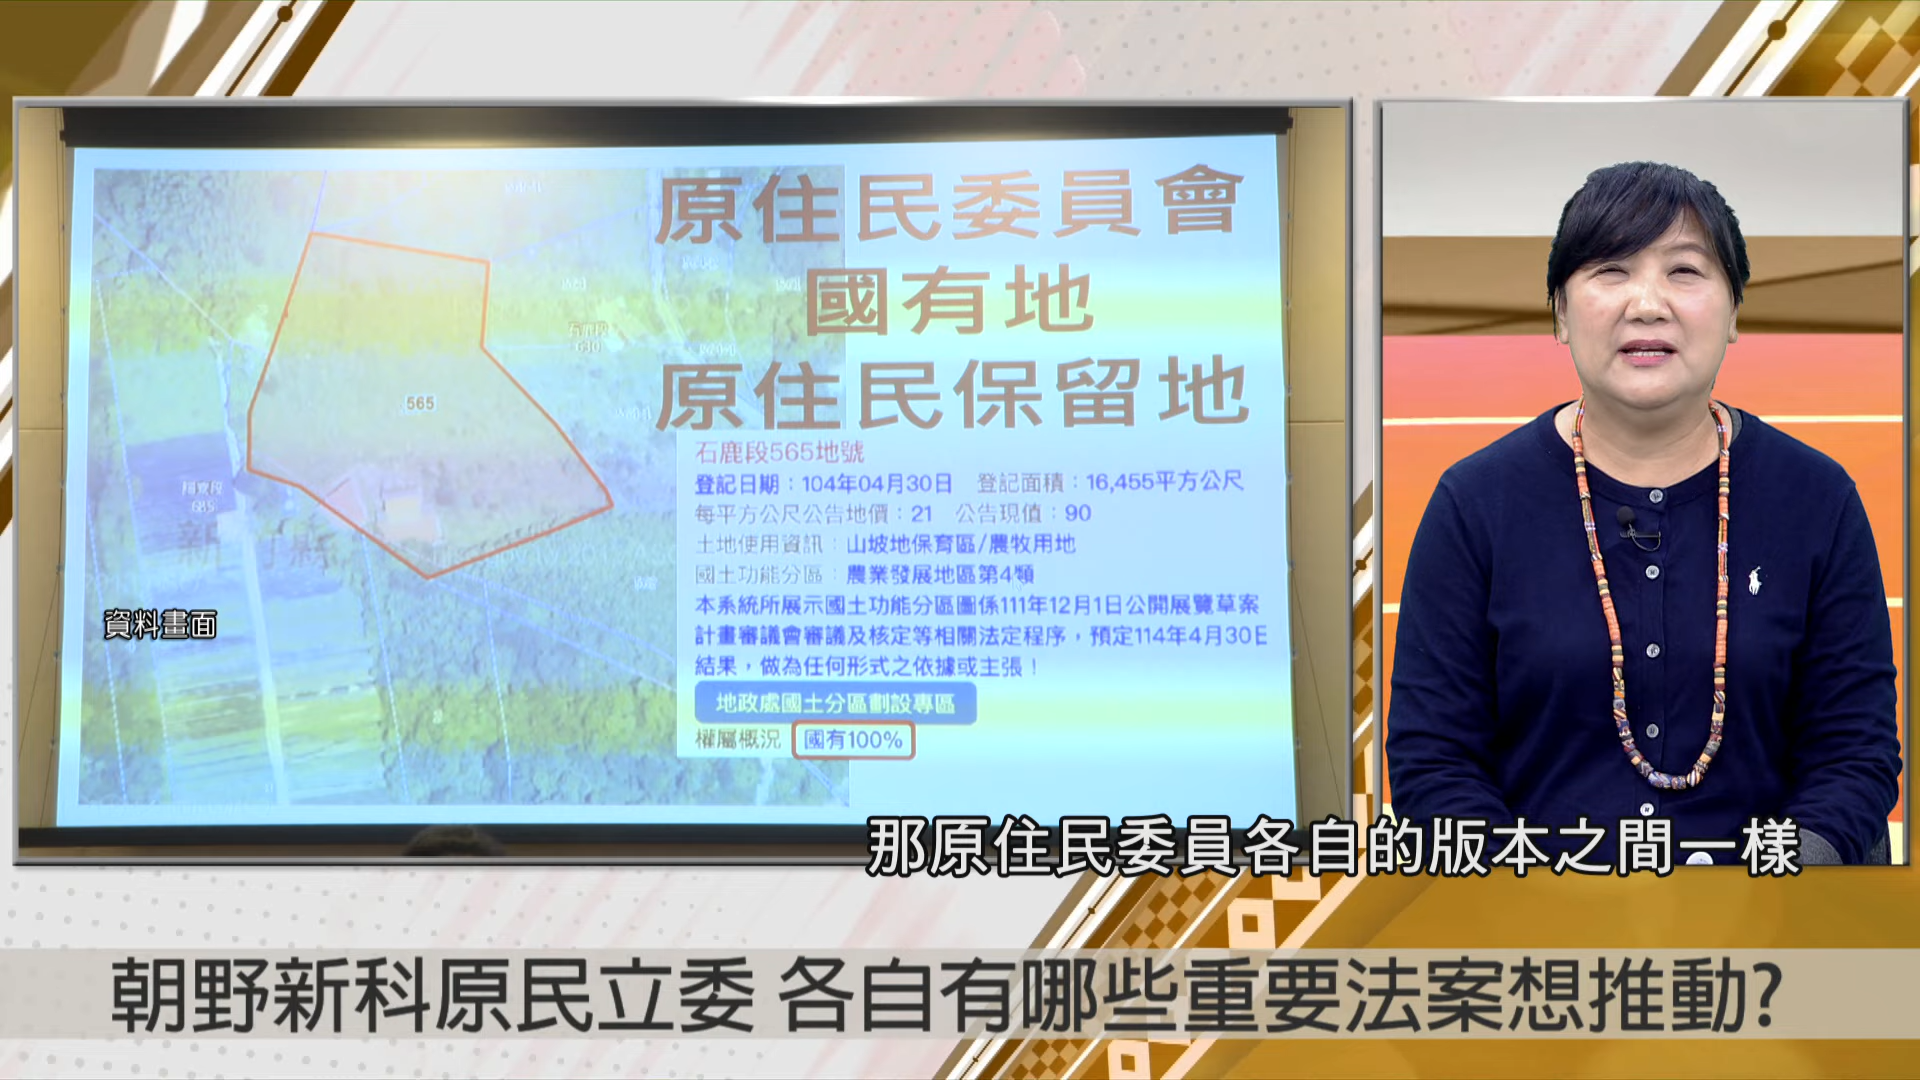 原住民委員會
國有地
原住民保留地
565
石鹿段
630
石鹿段565地號
登記日期：104年04月30日 登記面積：16,455平方公尺
每平方公尺公告地價：21 公告現值：90
土地使用資訊：山坡地保育區/農牧用地
國土功能分區：農業發展地區第4類
本系統所展示國土功能分區圖係111年12月1日公開展覽草案
計畫審議會審議及核定等相關法定程序，預定114年4月30日
結果，做為任何形式之依據或主張！
地政處國土分區劃設專區
權屬概況 國有100%
資料畫面
那原住民委員各自的版本之間一樣
朝野新科原民立委 各自有哪些重要法案想推動?